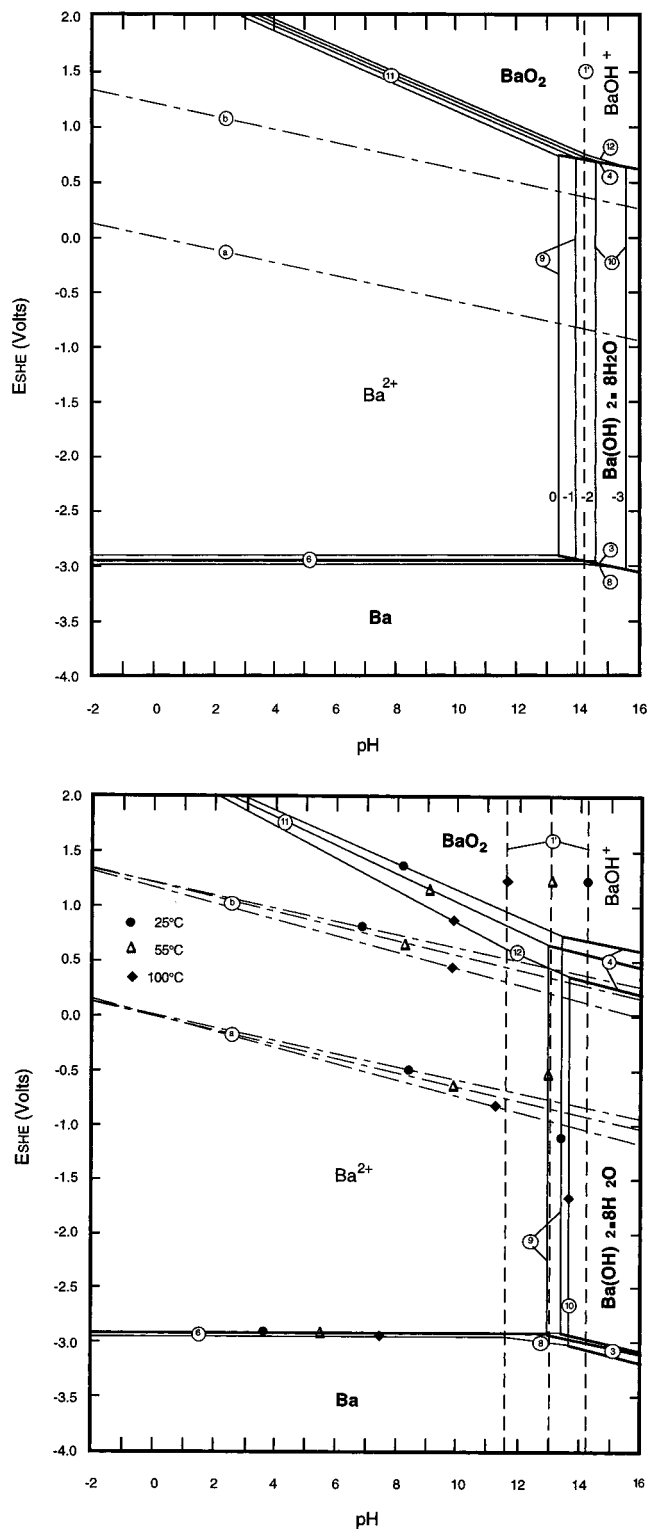 2.0
1.5
1.0
0.5
0.0
-0.5
-1.0
-1.5
-2.0
-2.5
-3.0
-3.5
-4.0
ESHE (Volts)
11
BaO2
1'
BaOH+
b
12
4
a
9
10
Ba2+
Ba(OH) 2▪8H2O
0 -1 -2 -3
6
3
8
Ba
-2 0 2 4 6 8 10 12 14 16
pH
2.0
1.5
1.0
0.5
0.0
-0.5
-1.0
-1.5
-2.0
-2.5
-3.0
-3.5
-4.0
ESHE (Volts)
11
BaO2
1'
BaOH+
b
25°C
55°C
100°C
12
4
a
Ba2+
Ba(OH) 2▪8H 2O
9
10
6
8
3
Ba
-2 0 2 4 6 8 10 12 14 16
pH